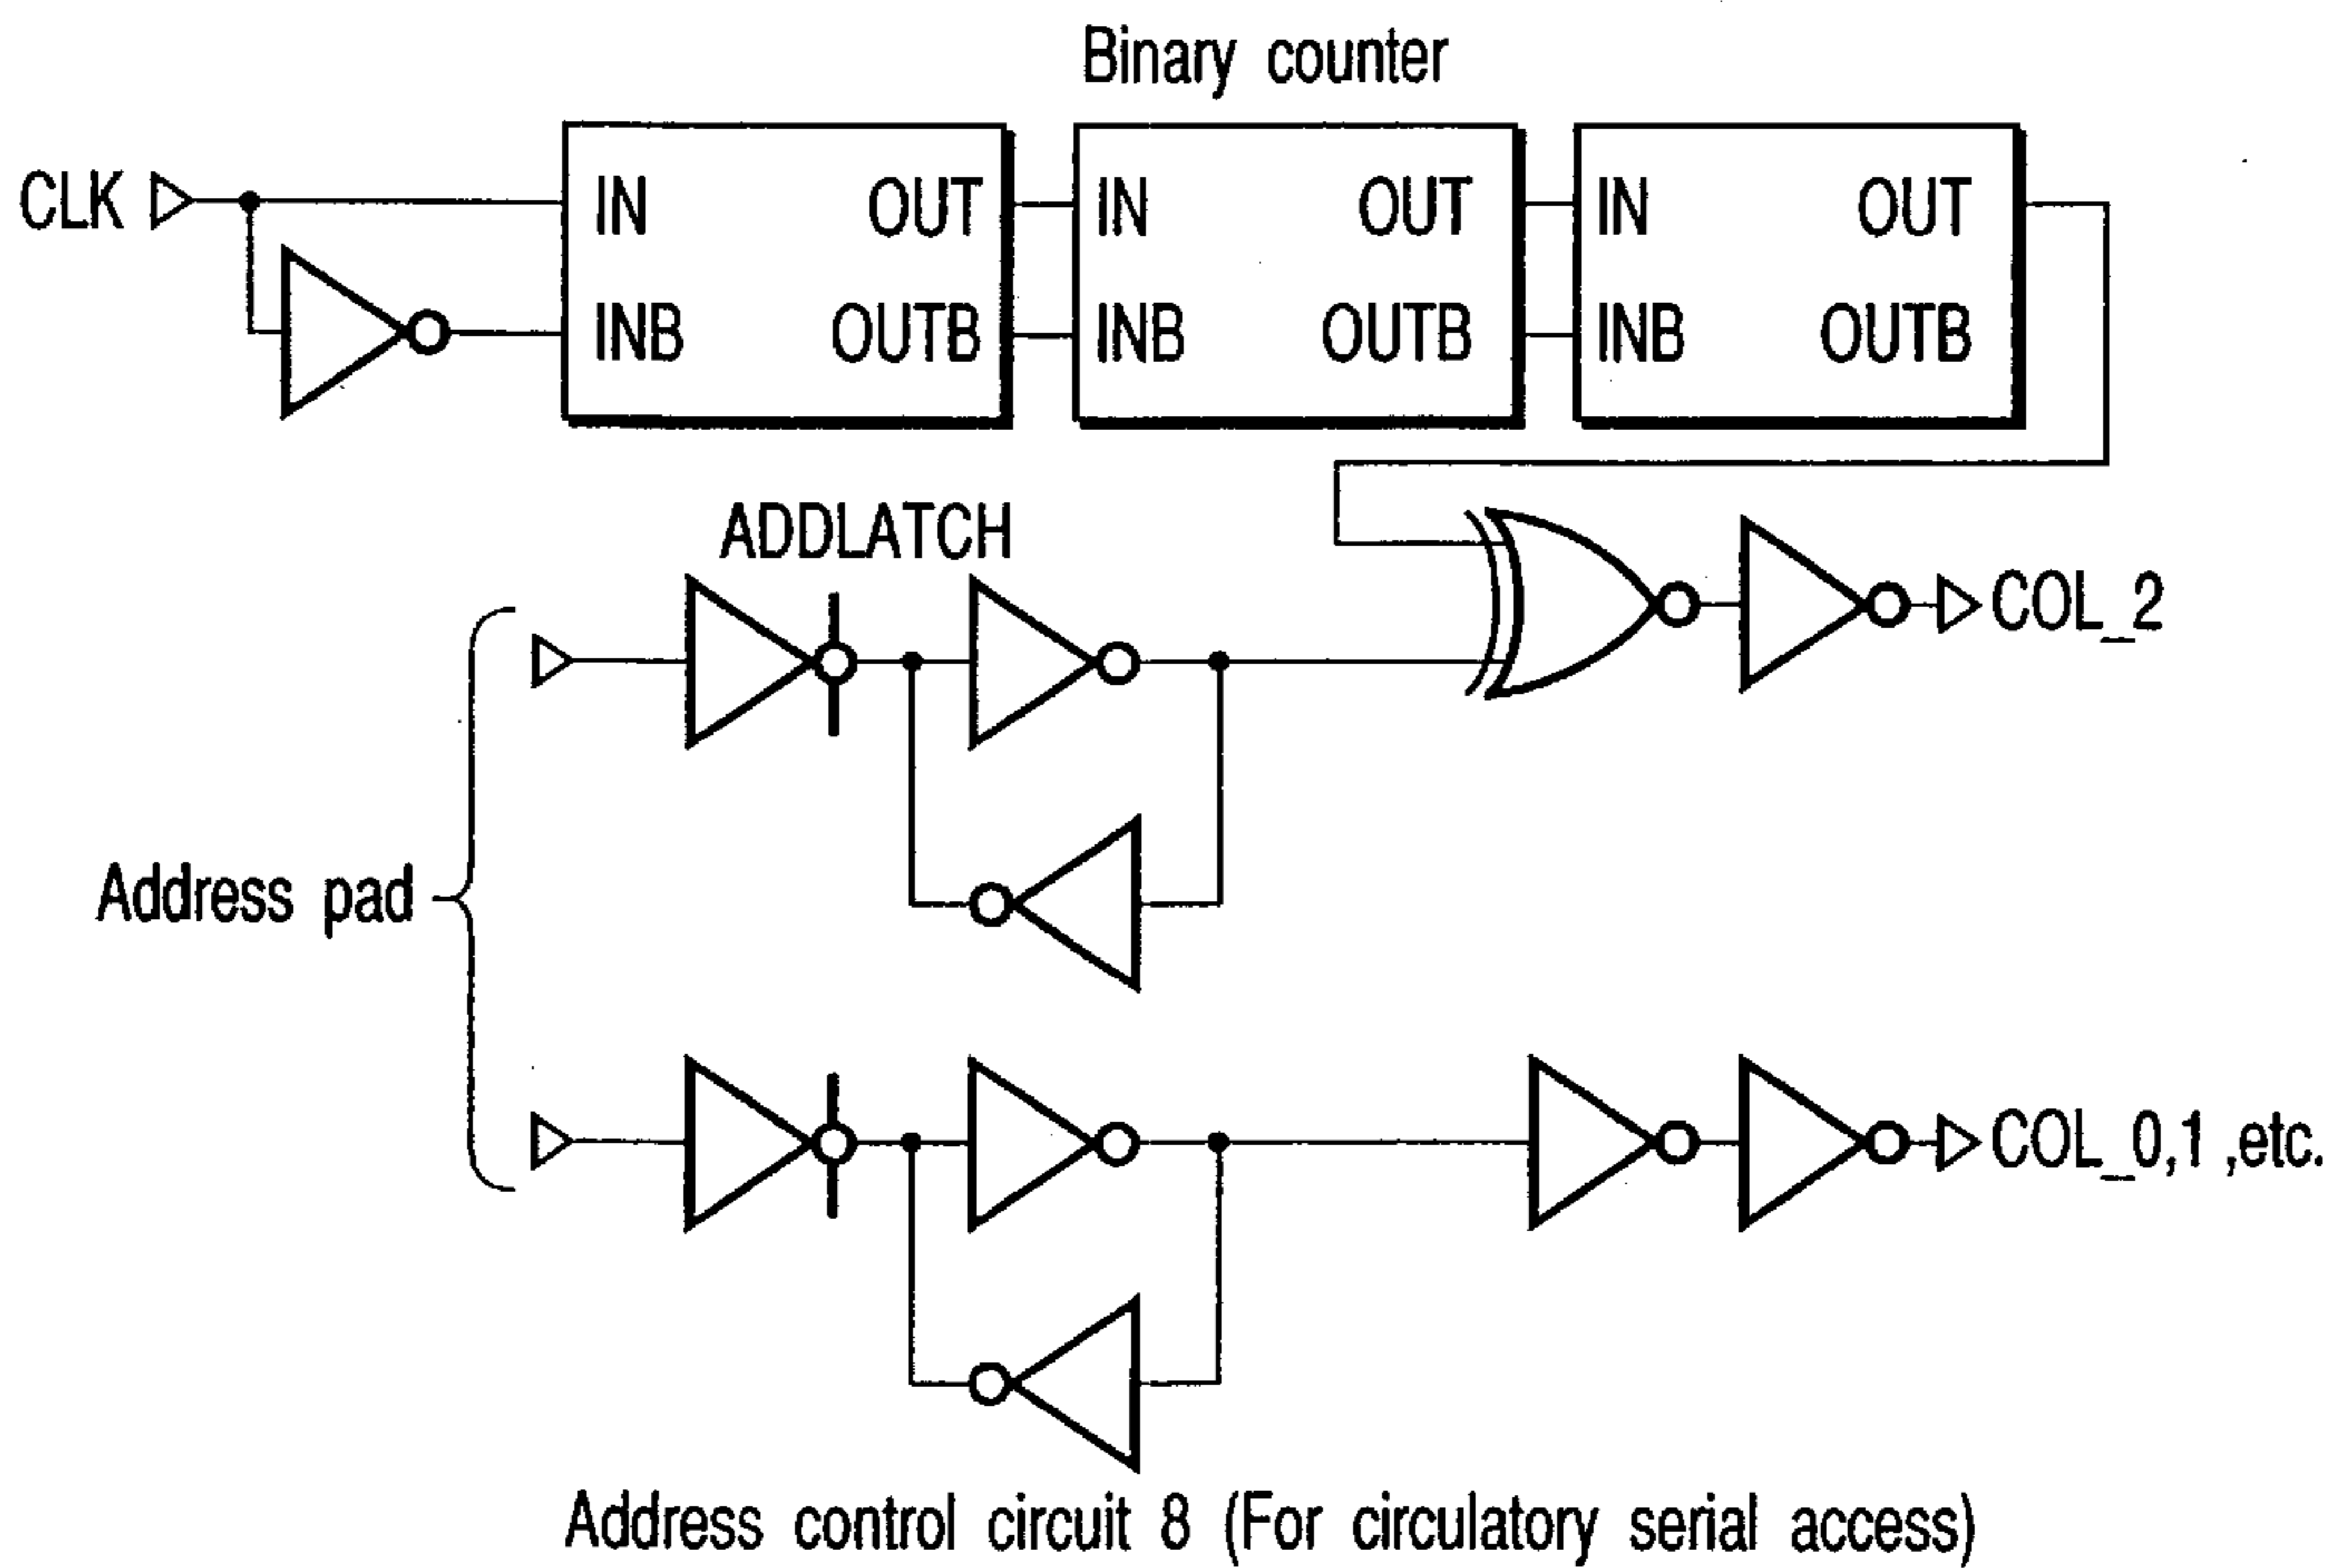 Binary counter
CLK
IN OUT IN OUT IN OUT
INB OUTB INB OUTB INB OUTB
ADDLATCH
COL_2
Address pad
COL_0,1 ,etc.
Address control circuit 8 (For circulatory serial access)